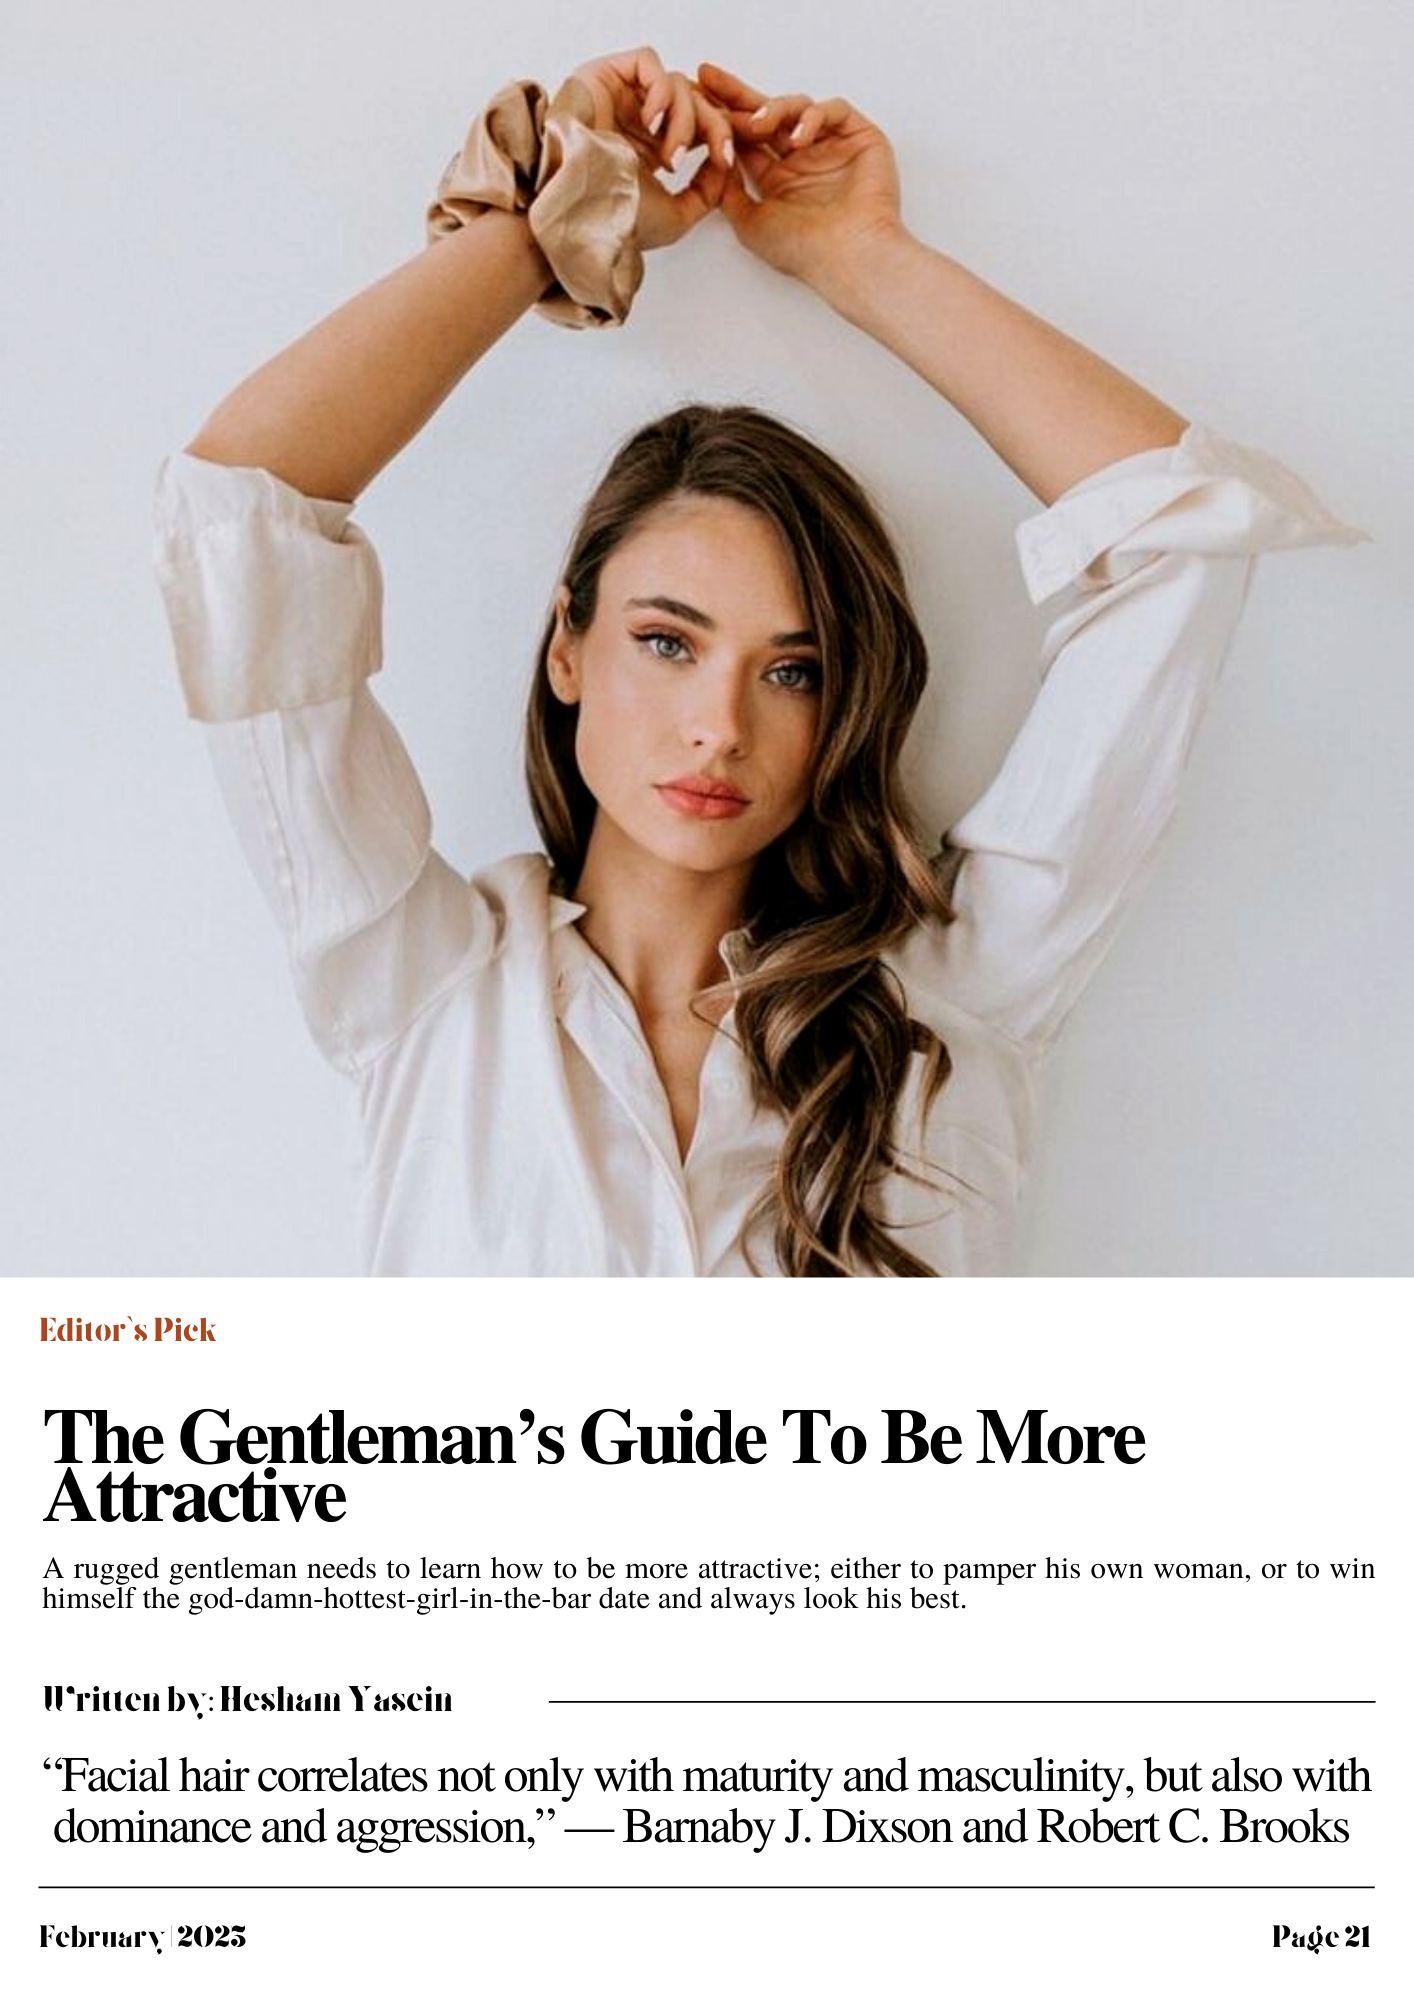 Editor`s Pick
The Gentleman’s Guide To Be More
Attractive
A rugged gentleman needs to learn how to be more attractive; either to pamper his own woman, or to win
himself the god-damn-hottest-girl-in-the-bar date and always look his best.
Written by: Hesham Yasein
“Facial hair correlates not only with maturity and masculinity, but also with
dominance and aggression,” — Barnaby J. Dixson and Robert C. Brooks
February | 2023
Page 21